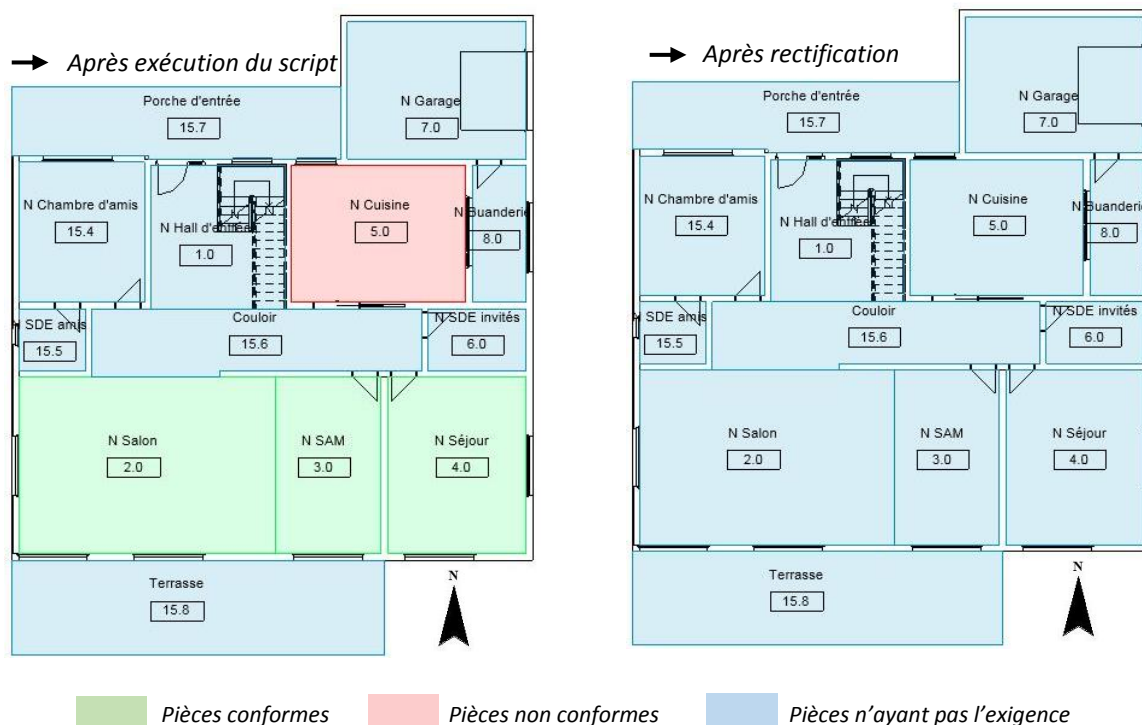 Après exécution du script
Porche d'entrée
15.7
N Garage
7.0
N Chambre d'amis
15.4
N Hall d'entrée
1.0
N Cuisine
5.0
N Buanderie
8.0
N SDE amis
15.5
Couloir
15.6
N SDE invités
6.0
N Salon
2.0
N SAM
3.0
N Séjour
4.0
Terrasse
15.8
N
Après rectification
Porche d'entrée
15.7
N Garage
7.0
N Chambre d'amis
15.4
N Hall d'entrée
1.0
N Cuisine
5.0
N Buanderie
8.0
SDE amis
15.5
Couloir
15.6
N SDE invités
6.0
N Salon
2.0
N SAM
3.0
N Séjour
4.0
Terrasse
15.8
N
Pièces conformes
Pièces non conformes
Pièces n'ayant pas l'exigence